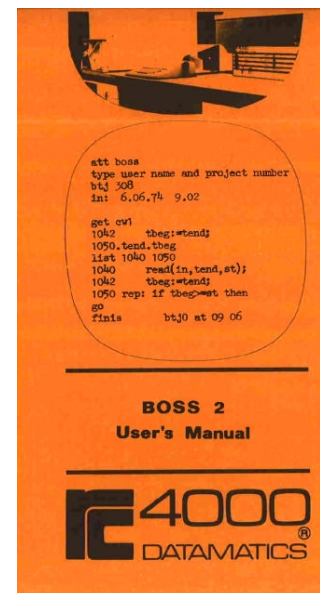 att boss
type user name and project number
btj 308
in:  6.06.74  9.02
get cw1
1042      tbeg:=tend;
1050.tend.tbeg
list 1040 1050
1040      read(in,tend,st);
1042      tbeg:=tend;
1050 rep: if tbeg>=st then
go
finis      btj0 at 09 06
BOSS 2
User's Manual
rc 4000®
DATAMATICS